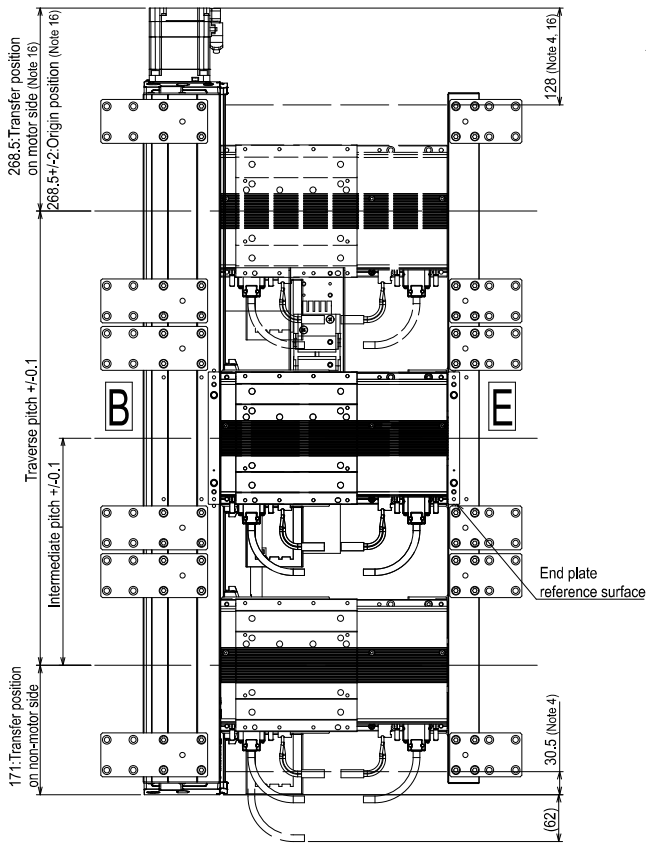 268.5:Transfer position
on motor side (Note 16)
268.5+/-2:Origin position (Note 16)
128 (Note 4, 16)
Traverse pitch +/-0.1
Intermediate pitch +/-0.1
B
E
End plate
reference surface
171:Transfer position
on non-motor side
30.5 (Note 4)
(62)